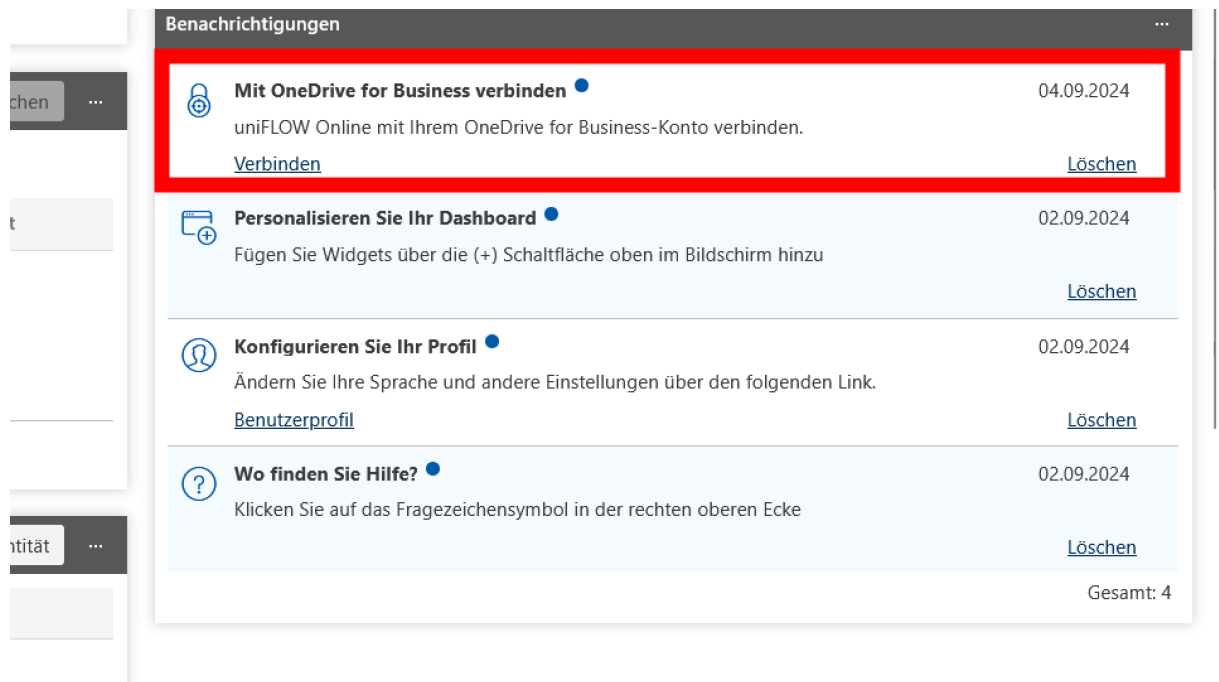 Benachrichtigungen ...
chen ...
Mit OneDrive for Business verbinden 04.09.2024
uniFLOW Online mit Ihrem OneDrive for Business-Konto verbinden.
Verbinden Löschen
t
Personalisieren Sie Ihr Dashboard 02.09.2024
Fügen Sie Widgets über die (+) Schaltfläche oben im Bildschirm hinzu
Löschen
Konfigurieren Sie Ihr Profil 02.09.2024
Ändern Sie Ihre Sprache und andere Einstellungen über den folgenden Link.
Benutzerprofil Löschen
Wo finden Sie Hilfe? 02.09.2024
Klicken Sie auf das Fragezeichensymbol in der rechten oberen Ecke
ntität ...
Löschen
Gesamt: 4